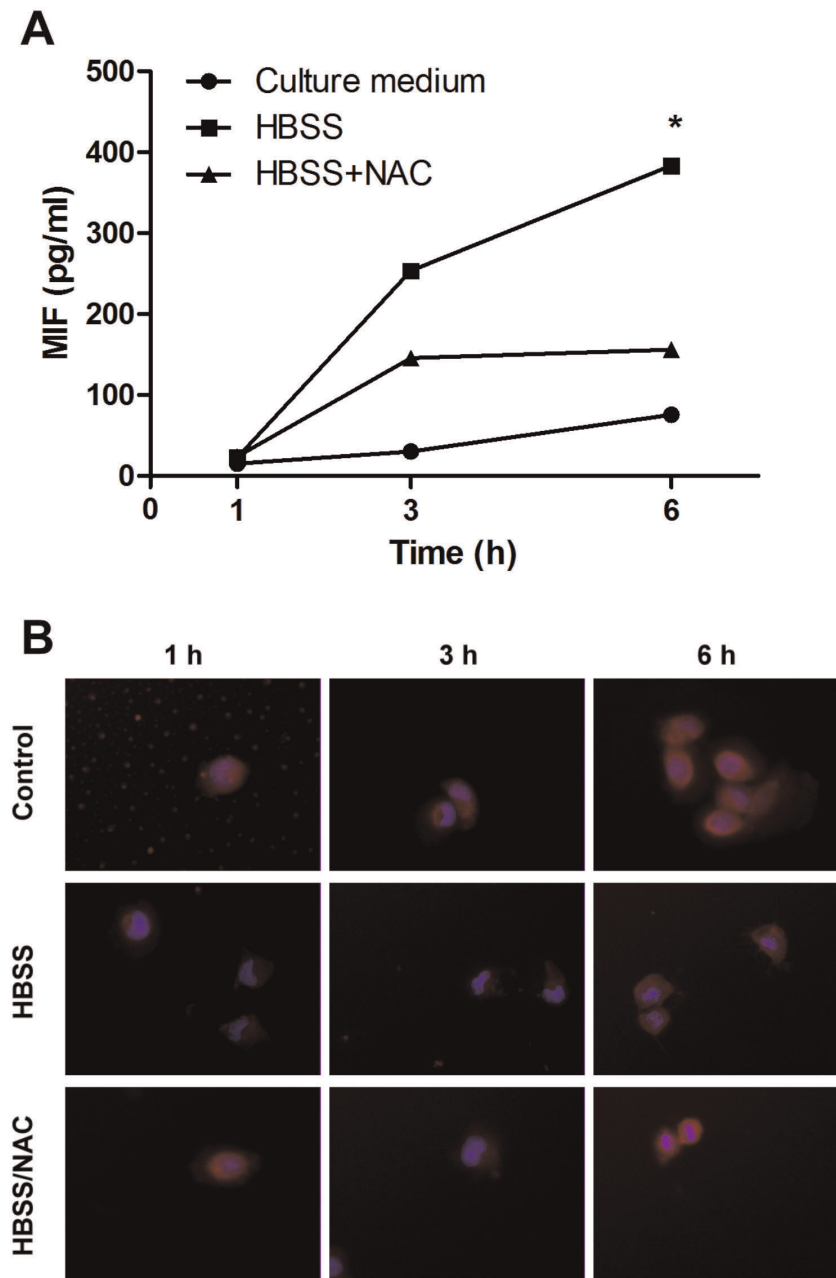 A
500
400
300
200
100
0
MIF (pg/ml)
Culture medium
HBSS
HBSS+NAC
*
0 1 3 6
Time (h)
B
1 h 3 h 6 h
Control
HBSS
HBSS/NAC